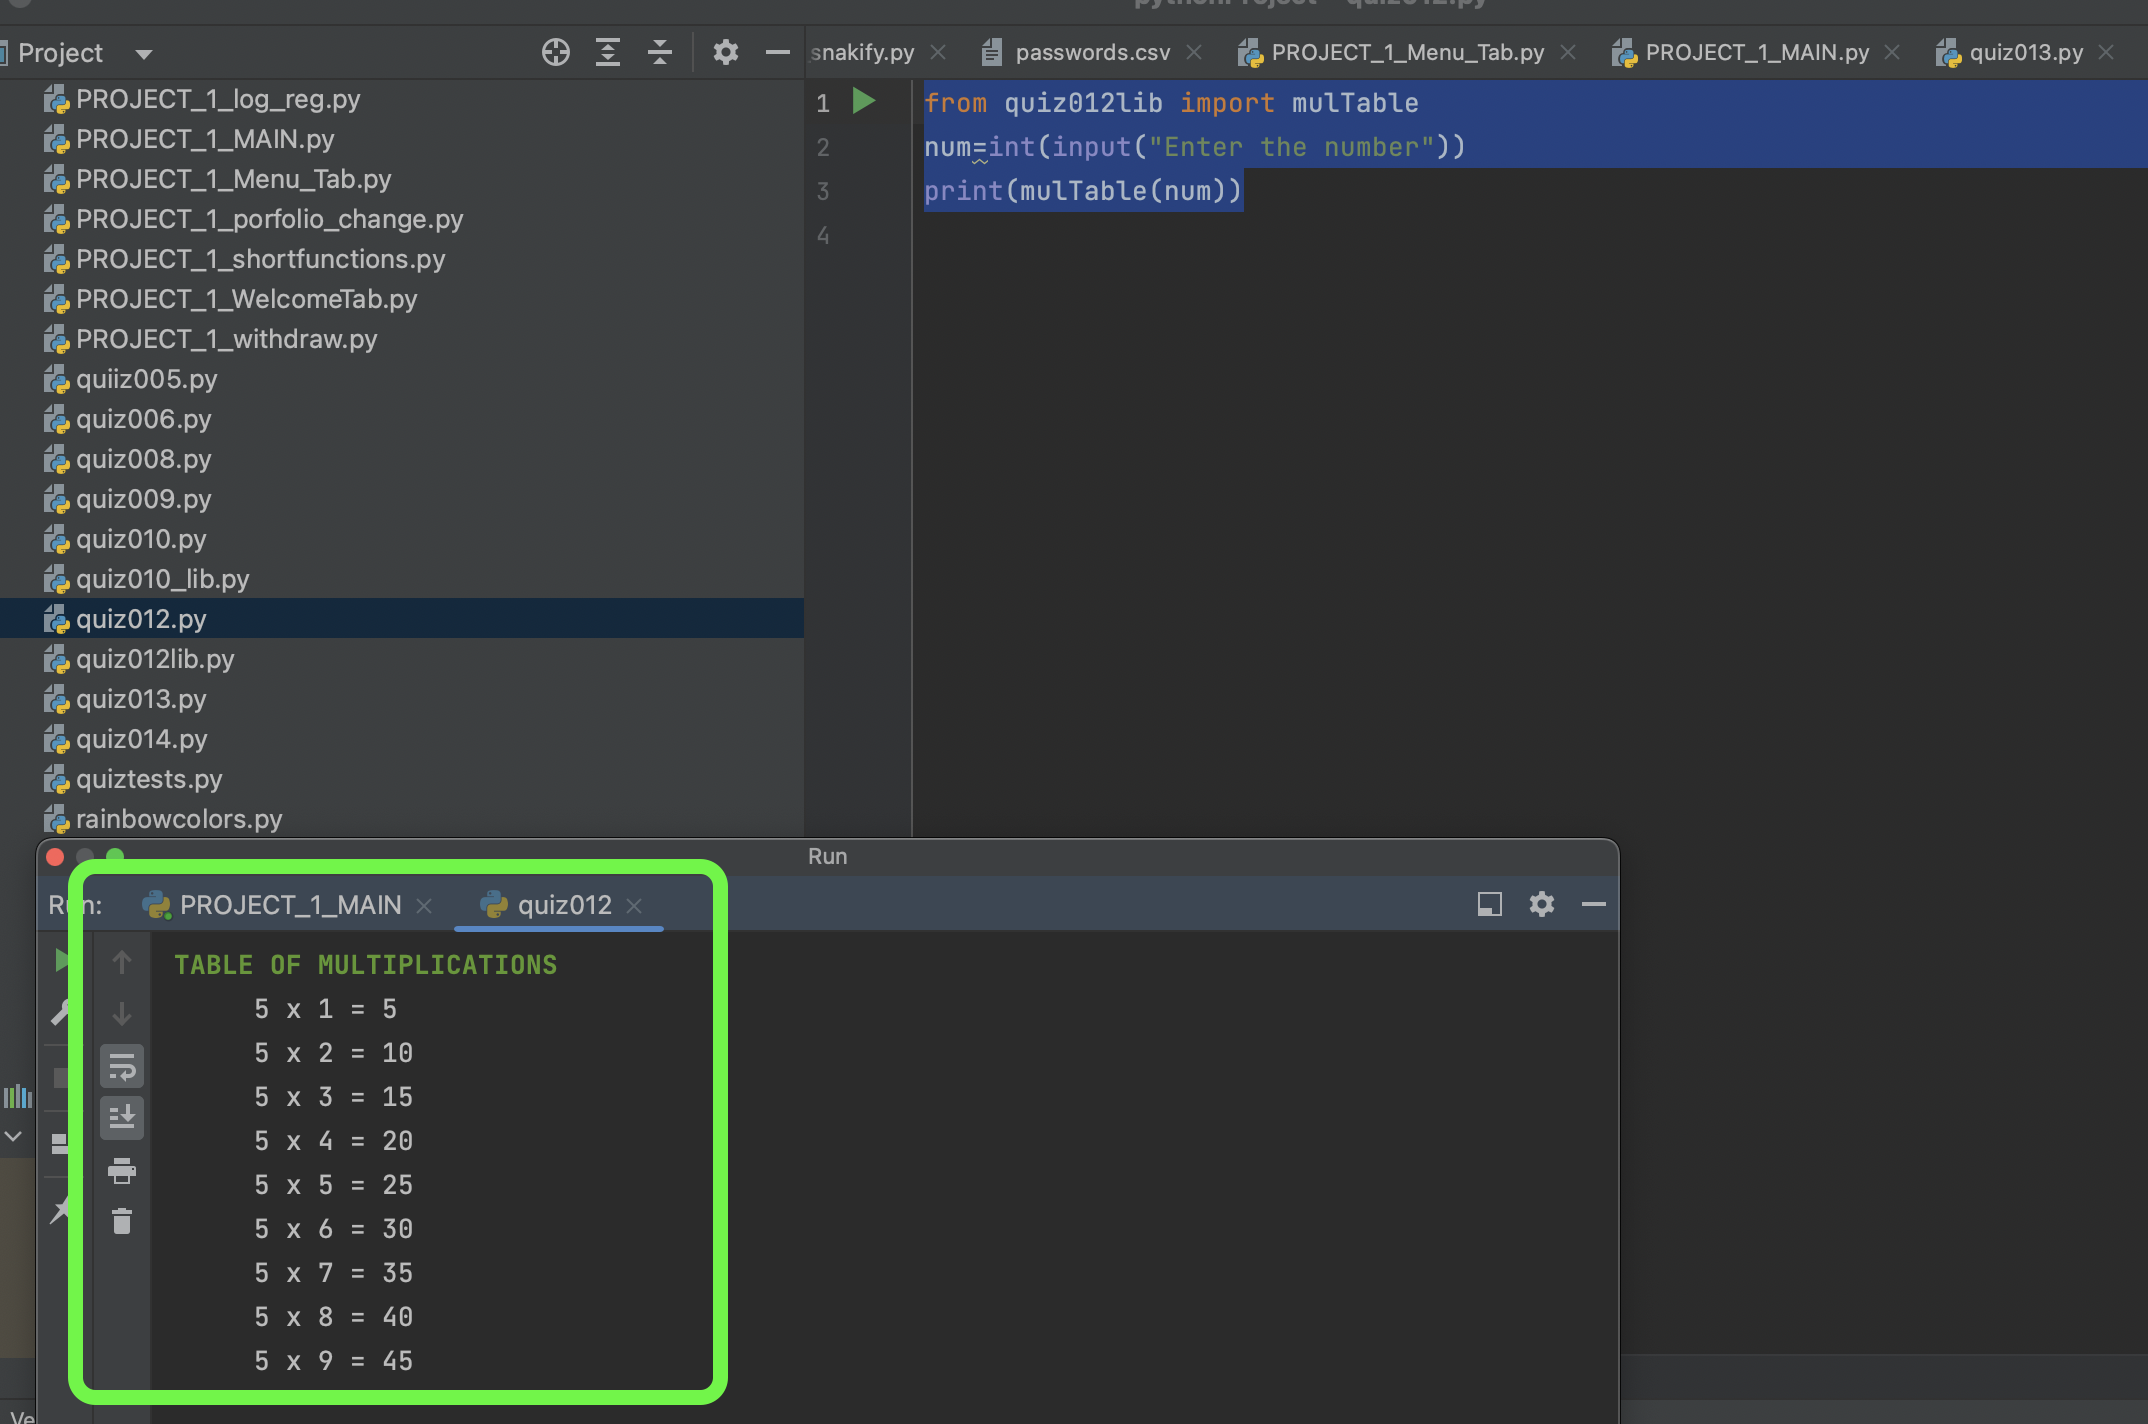 Project
PROJECT_1_log_reg.py
PROJECT_1_MAIN.py
PROJECT_1_Menu_Tab.py
PROJECT_1_porfolio_change.py
PROJECT_1_shortfunctions.py
PROJECT_1_WelcomeTab.py
PROJECT_1_withdraw.py
quiiz005.py
quiz006.py
quiz008.py
quiz009.py
quiz010.py
quiz010_lib.py
quiz012.py
quiz012lib.py
quiz013.py
quiz014.py
quiztests.py
rainbowcolors.py
snakify.py passwords.csv PROJECT_1_Menu_Tab.py PROJECT_1_MAIN.py quiz013.py
1 from quiz012lib import mulTable
2 num=int(input("Enter the number"))
3 print(mulTable(num))
4
Run
Run: PROJECT_1_MAIN quiz012
TABLE OF MULTIPLICATIONS
5 x 1 = 5
5 x 2 = 10
5 x 3 = 15
5 x 4 = 20
5 x 5 = 25
5 x 6 = 30
5 x 7 = 35
5 x 8 = 40
5 x 9 = 45